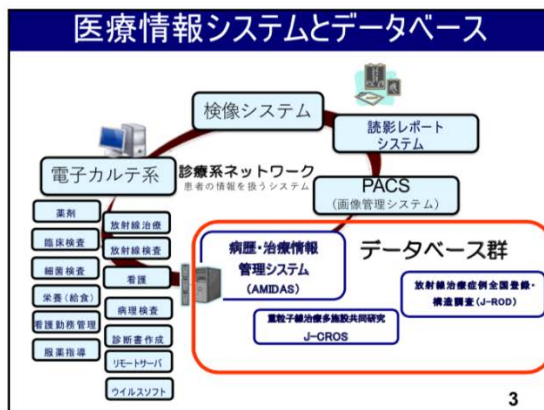 医療情報システムとデータベース
検像システム
読影レポート
システム
電子カルテ系
診療系ネットワーク
患者の情報を扱うシステム
PACS
（画像管理システム）
薬剤
臨床検査
細菌検査
栄養（給食）
看護勤務管理
服薬指導
放射線治療
放射線検査
看護
病理検査
診断書作成
リモートサーバ
ウイルスソフト
病歴・治療情報
管理システム
（AMIDAS）
データベース群
放射線治療症例全国登録・
構造調査（J-ROD）
重粒子線治療多施設共同研究
J-CROS
3